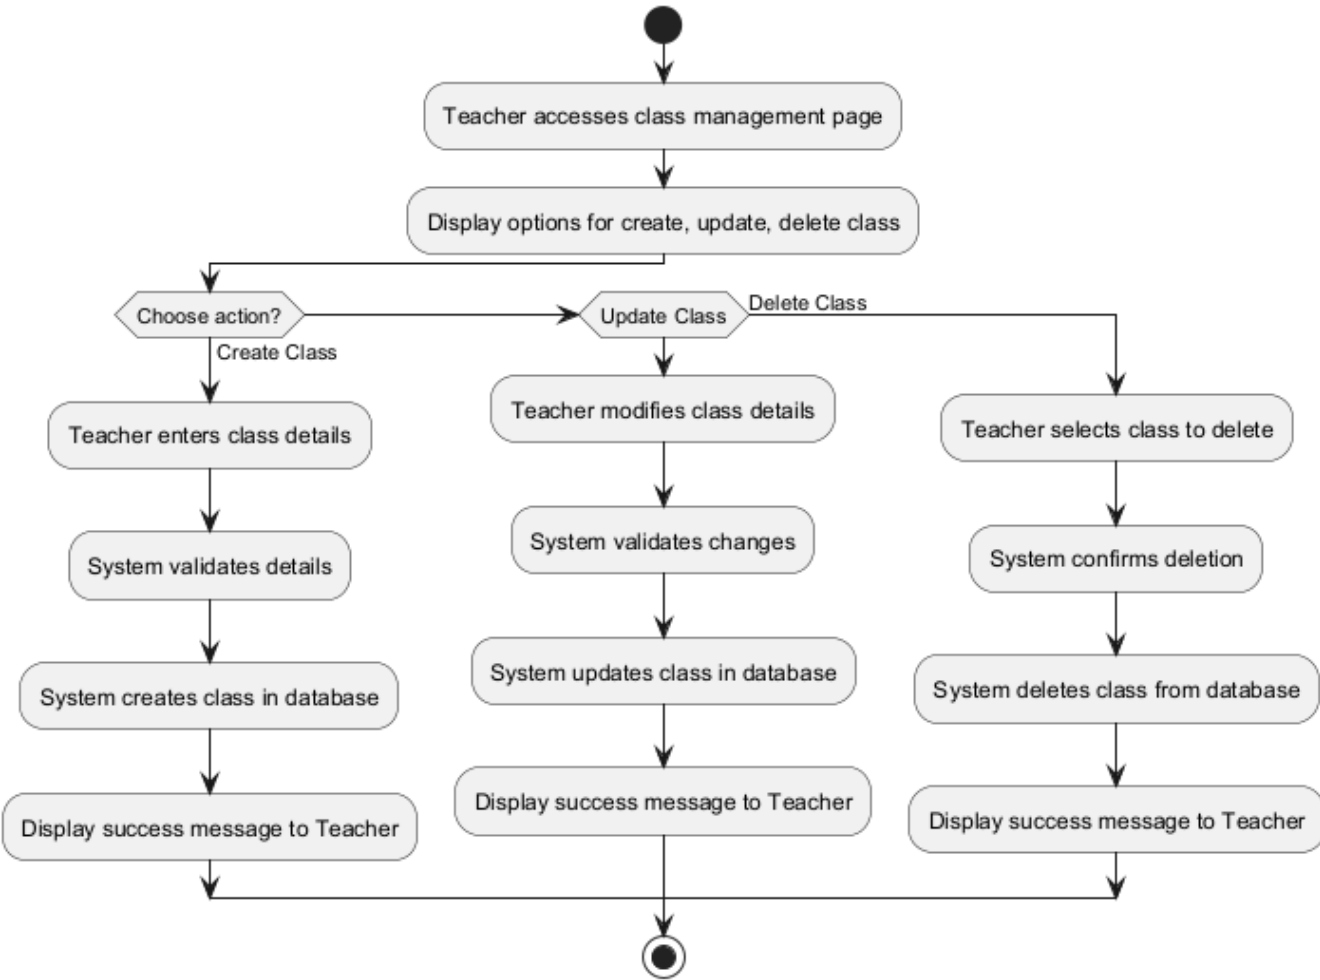 Teacher accesses class management page
Display options for create, update, delete class
Choose action?
Create Class
Update Class
Delete Class
Teacher enters class details
System validates details
System creates class in database
Display success message to Teacher
Teacher modifies class details
System validates changes
System updates class in database
Display success message to Teacher
Teacher selects class to delete
System confirms deletion
System deletes class from database
Display success message to Teacher